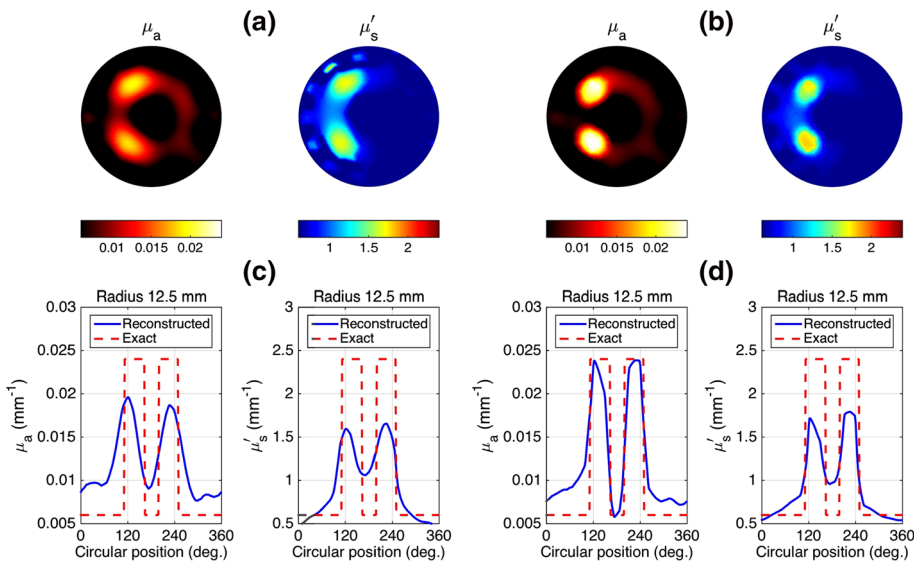 (a) (b)
μa μ′s μa μ′s
0.01 0.015 0.02 1 1.5 2 0.01 0.015 0.02 1 1.5 2
(c) (d)
Radius 12.5 mm Radius 12.5 mm Radius 12.5 mm Radius 12.5 mm
0.03 3 0.03 3
Reconstructed Reconstructed Reconstructed Reconstructed
Exact Exact Exact Exact
0.025 2.5 0.025 2.5
0.02 2 0.02 2
μa (mm⁻¹) μ′s (mm⁻¹) μa (mm⁻¹) μ′s (mm⁻¹)
0.015 1.5 0.015 1.5
0.01 1 0.01 1
0.005 0.5 0.005 0.5
0 120 240 360 0 120 240 360 0 120 240 360 0 120 240 360
Circular position (deg.) Circular position (deg.) Circular position (deg.) Circular position (deg.)